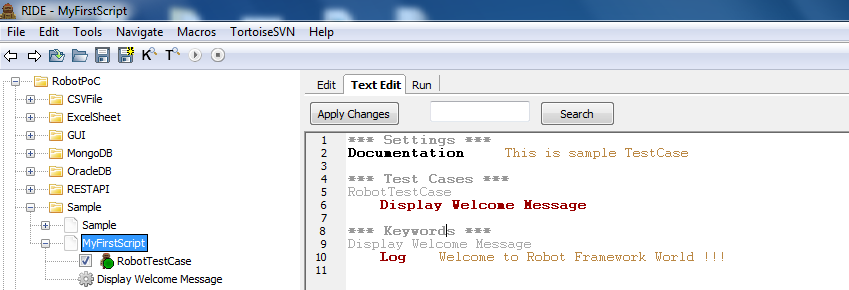 RIDE - MyFirstScript
File Edit Tools Navigate Macros TortoiseSVN Help
K T
RobotPoC
CSVFile
ExcelSheet
GUI
MongoDB
OracleDB
RESTAPI
Sample
Sample
MyFirstScript
RobotTestCase
Display Welcome Message
Edit Text Edit Run
Apply Changes Search
1 *** Settings ***
2 Documentation This is sample TestCase
3
4 *** Test Cases ***
5 RobotTestCase
6 Display Welcome Message
7
8 *** Keywords ***
9 Display Welcome Message
10 Log Welcome to Robot Framework World !!!
11